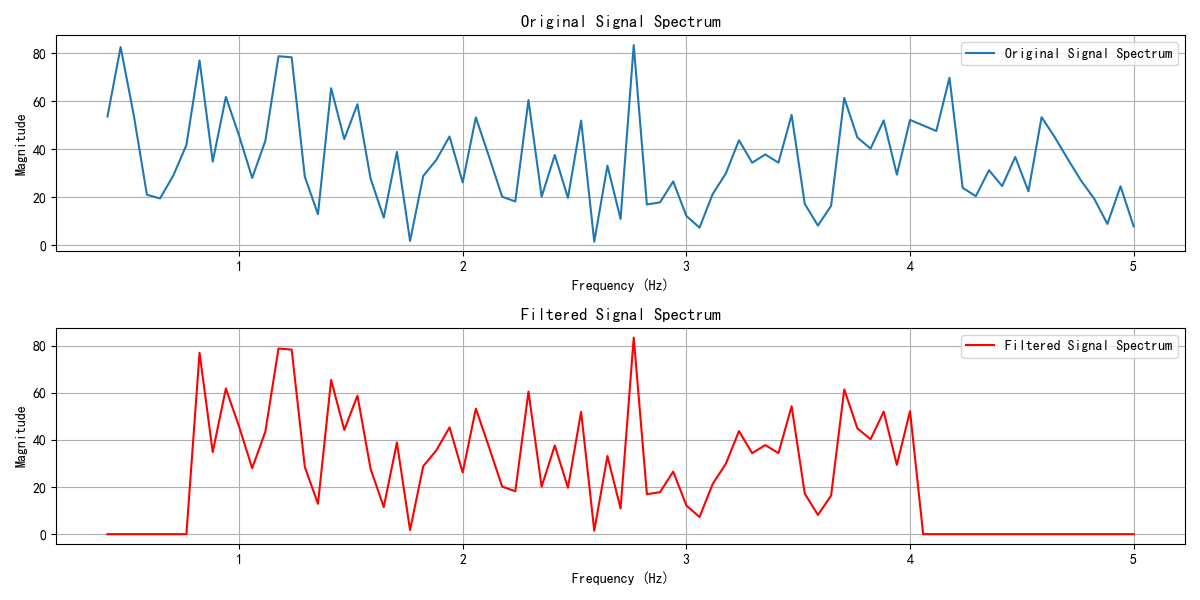 Original Signal Spectrum
Original Signal Spectrum
Magnitude
80
60
40
20
0
1 2 3 4 5
Frequency (Hz)
Filtered Signal Spectrum
Filtered Signal Spectrum
Magnitude
80
60
40
20
0
1 2 3 4 5
Frequency (Hz)